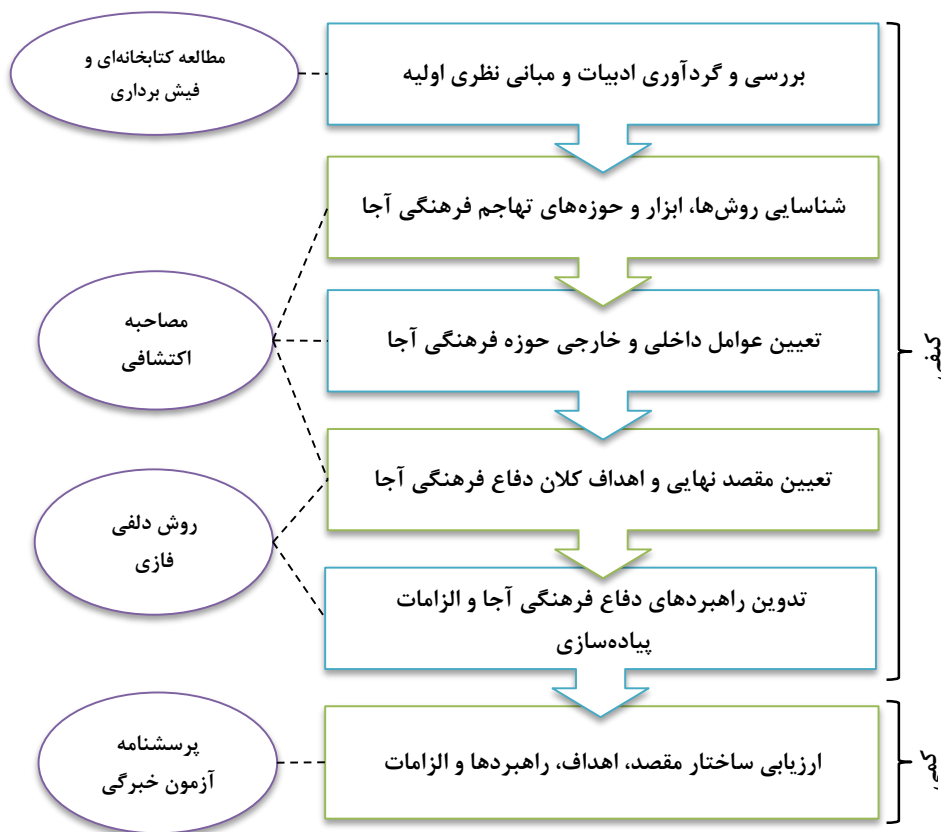 مطالعه کتابخانه‌ای و
فیش برداری
بررسی و گردآوری ادبیات و مبانی نظری اولیه
شناسایی روش‌ها، ابزار و حوزه‌های تهاجم فرهنگی آجا
مصاحبه
اکتشافی
تعیین عوامل داخلی و خارجی حوزه فرهنگی آجا
تعیین مقصد نهایی و اهداف کلان دفاع فرهنگی آجا
روش دلفی
فازی
تدوین راهبردهای دفاع فرهنگی آجا و الزامات
پیاده‌سازی
کیفی
پرسشنامه
آزمون خبرگی
ارزیابی ساختار مقصد، اهداف، راهبردها و الزامات
کمی